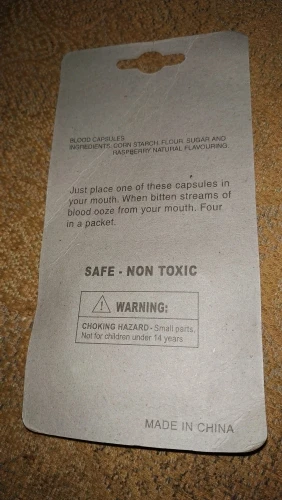 BLOOD CAPSULES
INGREDIENTS: CORN STARCH, FLOUR, SUGAR AND
RASPBERRY NATURAL FLAVOURING.
Just place one of these capsules in
your mouth. When bitten streams of
blood ooze from your mouth. Four
in a packet.
SAFE - NON TOXIC
WARNING:
CHOKING HAZARD - Small parts.
Not for children under 14 years
MADE IN CHINA